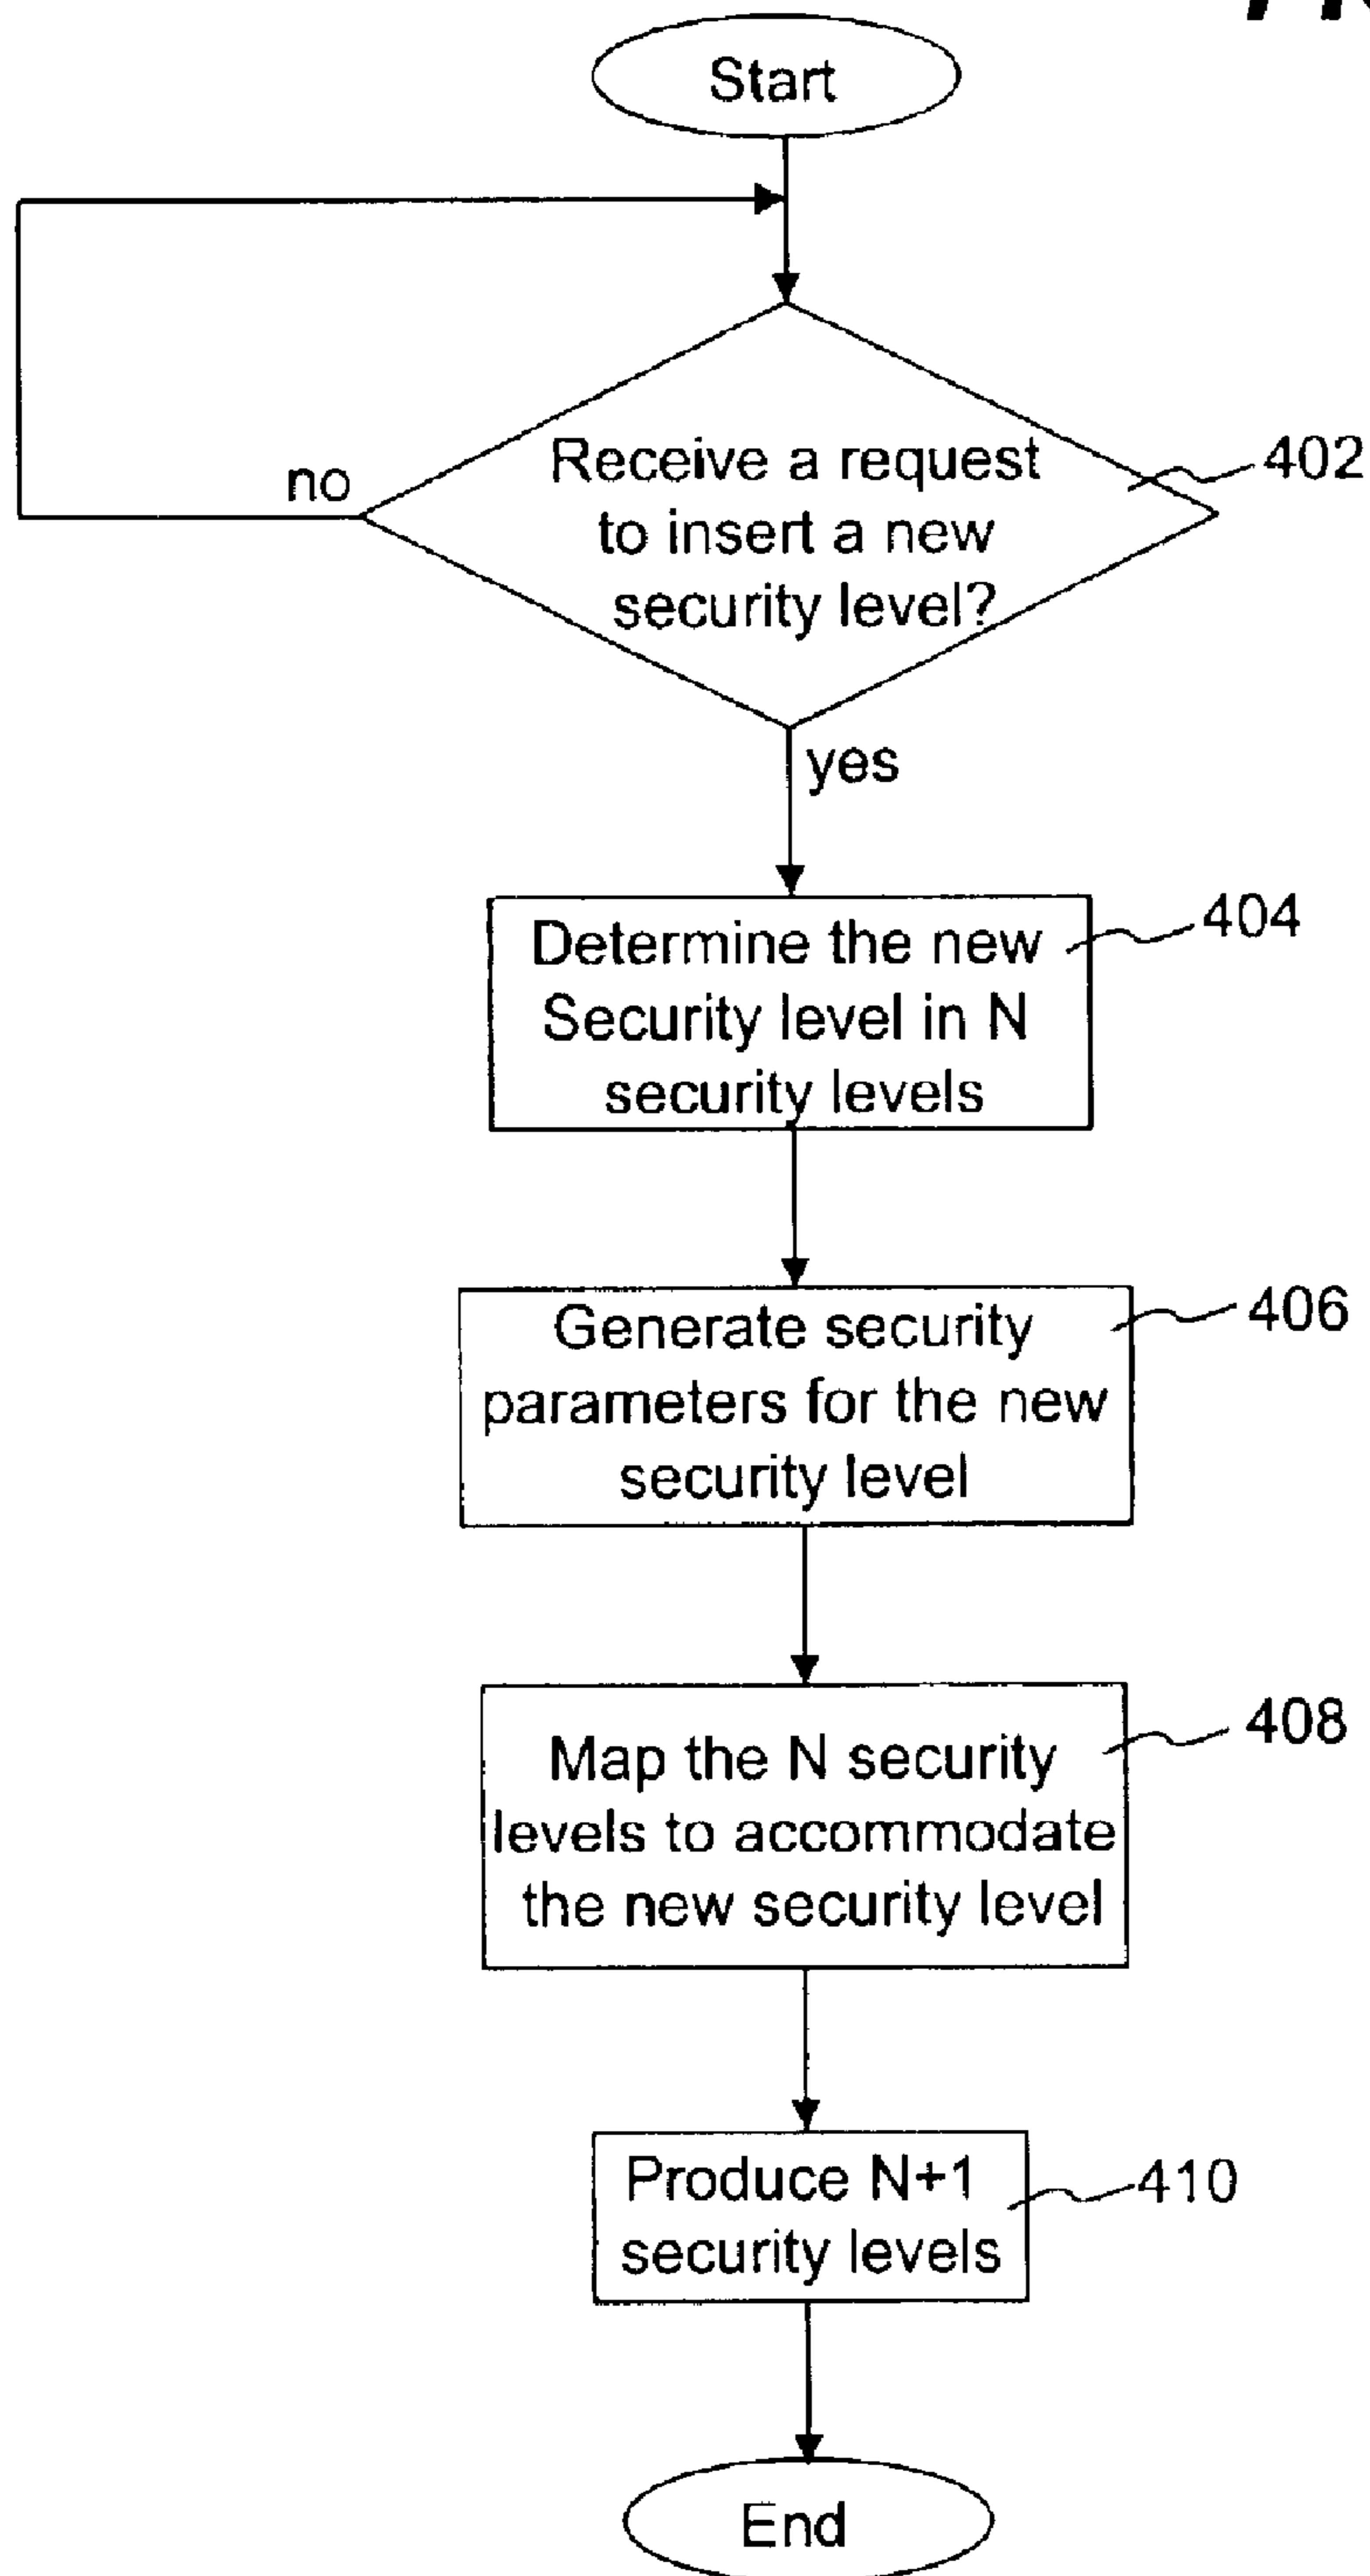 Start
Receive a request
to insert a new
security level?
402
no
yes
Determine the new
Security level in N
security levels
404
Generate security
parameters for the new
security level
406
Map the N security
levels to accommodate
the new security level
408
Produce N+1
security levels
410
End